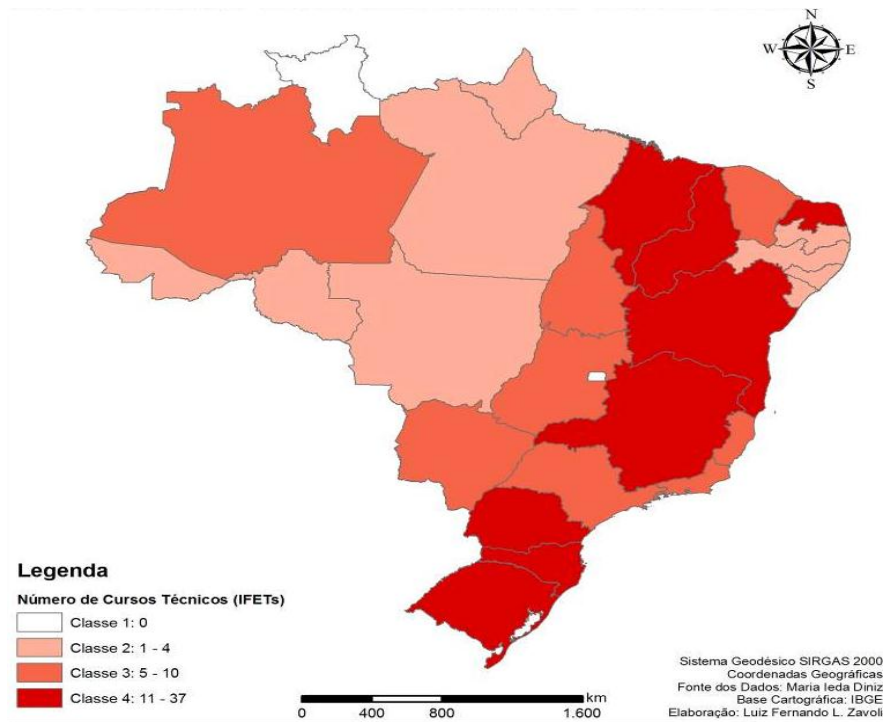 N
W E
S
Legenda
Número de Cursos Técnicos (IFETs)
Classe 1: 0
Classe 2: 1 - 4
Classe 3: 5 - 10
Classe 4: 11 - 37
km
0 400 800 1.600
Sistema Geodésico SIRGAS 2000
Coordenadas Geográficas
Fonte dos Dados: Maria Ieda Diniz
Base Cartográfica: IBGE
Elaboração: Luiz Fernando L. Zavoli